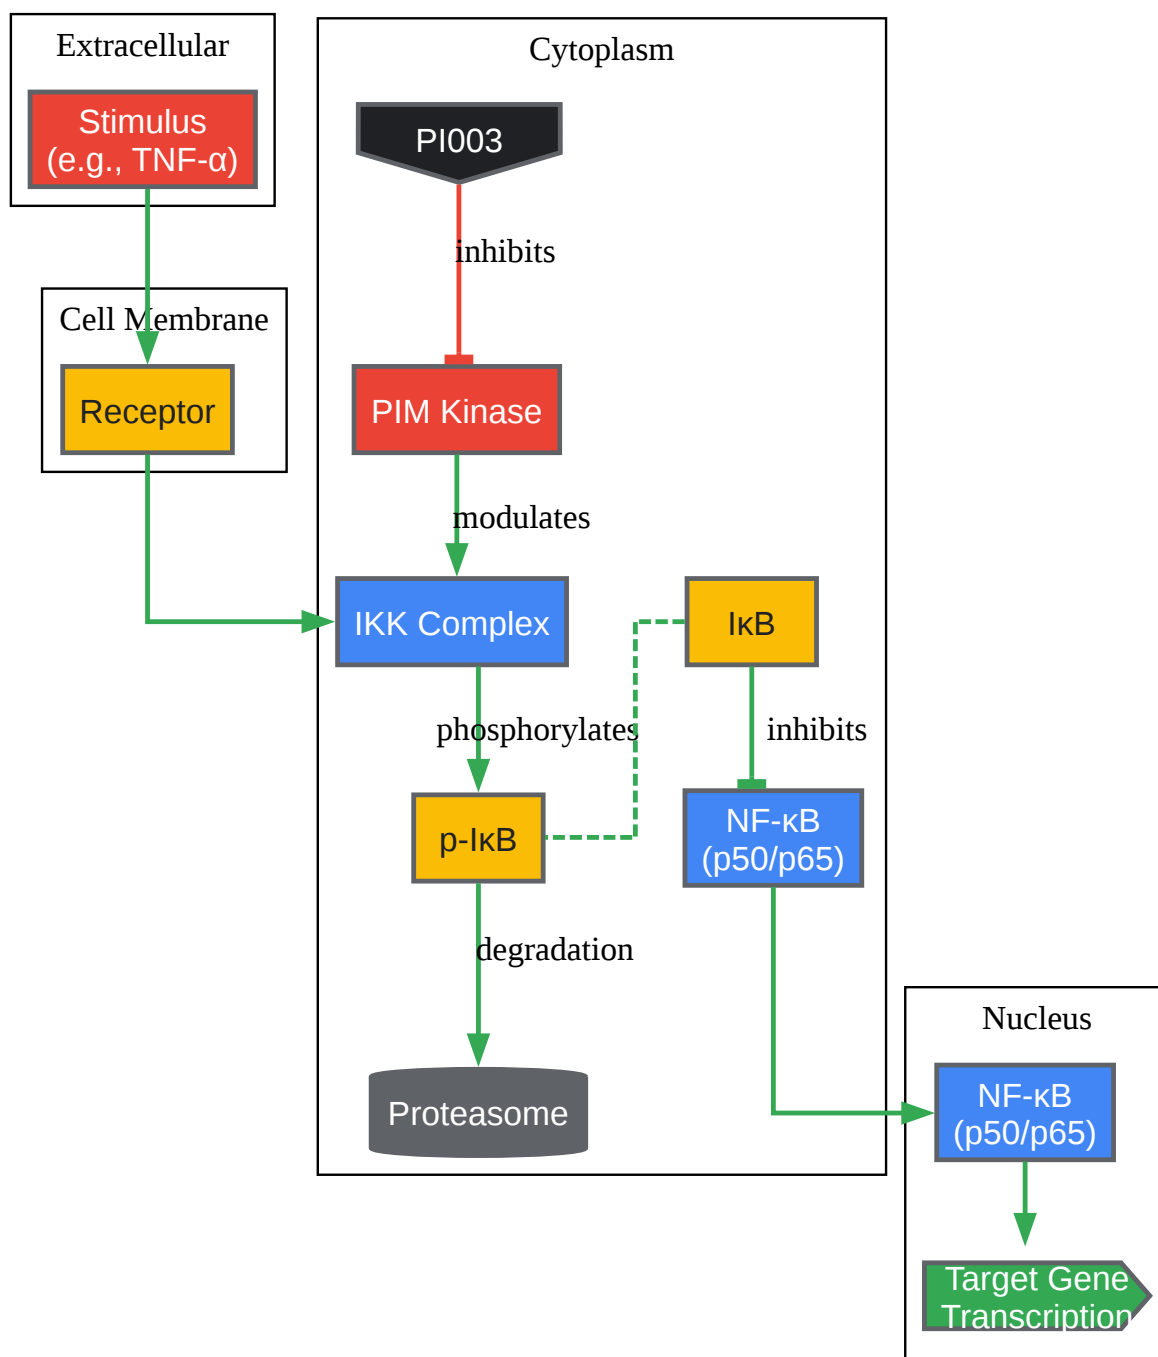 Extracellular
Stimulus
(e.g., TNF-α)
Cell Membrane
Receptor
Cytoplasm
PI003
inhibits
PIM Kinase
modulates
IKK Complex
IκB
phosphorylates
inhibits
p-IκB
NF-κB
(p50/p65)
degradation
Proteasome
Nucleus
NF-κB
(p50/p65)
Target Gene
Transcription